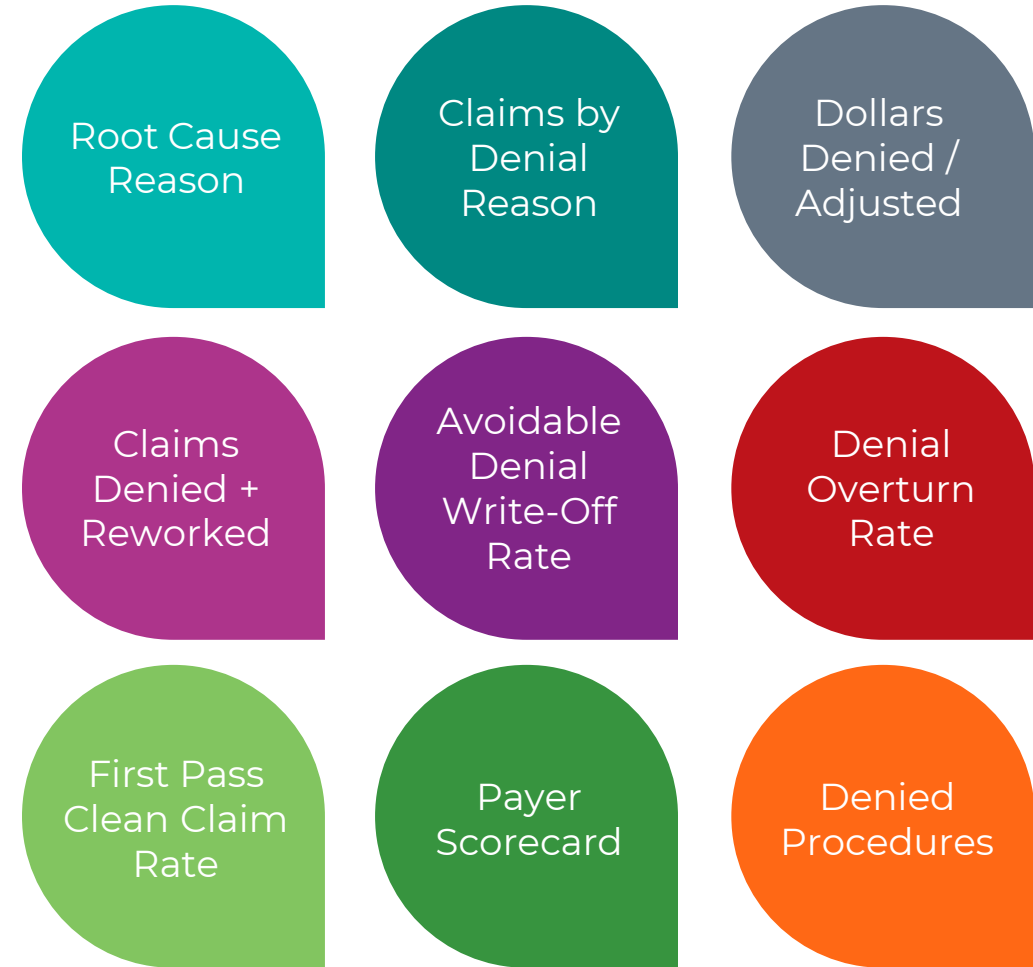 Root Cause
Reason
Claims by
Denial
Reason
Dollars
Denied /
Adjusted
Claims
Denied +
Reworked
Avoidable
Denial
Write-Off
Rate
Denial
Overturn
Rate
First Pass
Clean Claim
Rate
Payer
Scorecard
Denied
Procedures